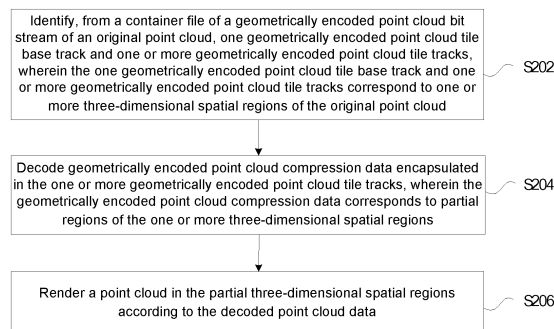 Identify, from a container file of a geometrically encoded point cloud bit
stream of an original point cloud, one geometrically encoded point cloud tile
base track and one or more geometrically encoded point cloud tile tracks,
wherein the one geometrically encoded point cloud tile base track and one
or more geometrically encoded point cloud tile tracks correspond to one or
more three-dimensional spatial regions of the original point cloud
S202
Decode geometrically encoded point cloud compression data encapsulated
in the one or more geometrically encoded point cloud tile tracks, wherein the
geometrically encoded point cloud compression data corresponds to partial
regions of the one or more three-dimensional spatial regions
S204
Render a point cloud in the partial three-dimensional spatial regions
according to the decoded point cloud data
S206